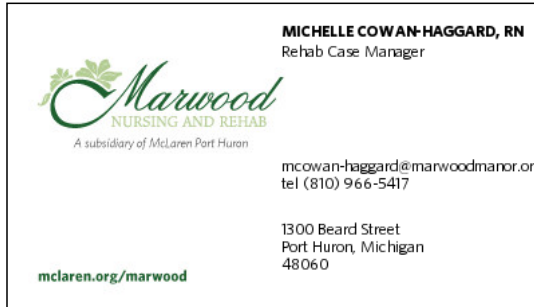 MICHELLE COWAN-HAGGARD, RN
Rehab Case Manager
Marwood
NURSING AND REHAB
A subsidiary of McLaren Port Huron
mcowan-haggard@marwoodmanor.or
tel (810) 966-5417
1300 Beard Street
Port Huron, Michigan
48060
mclaren.org/marwood